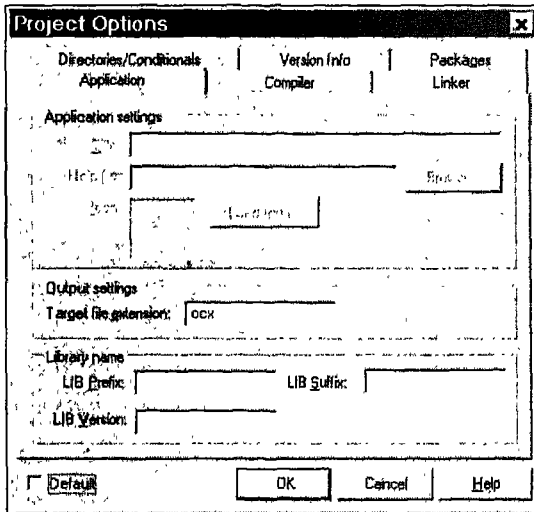 Project Options
Directories/Conditionals Version Info Packages
Application Compiler Linker
Application settings
Output settings
Target file extension: ocx
Library name
LIB Prefix: LIB Suffix:
LIB Version:
Default OK Cancel Help